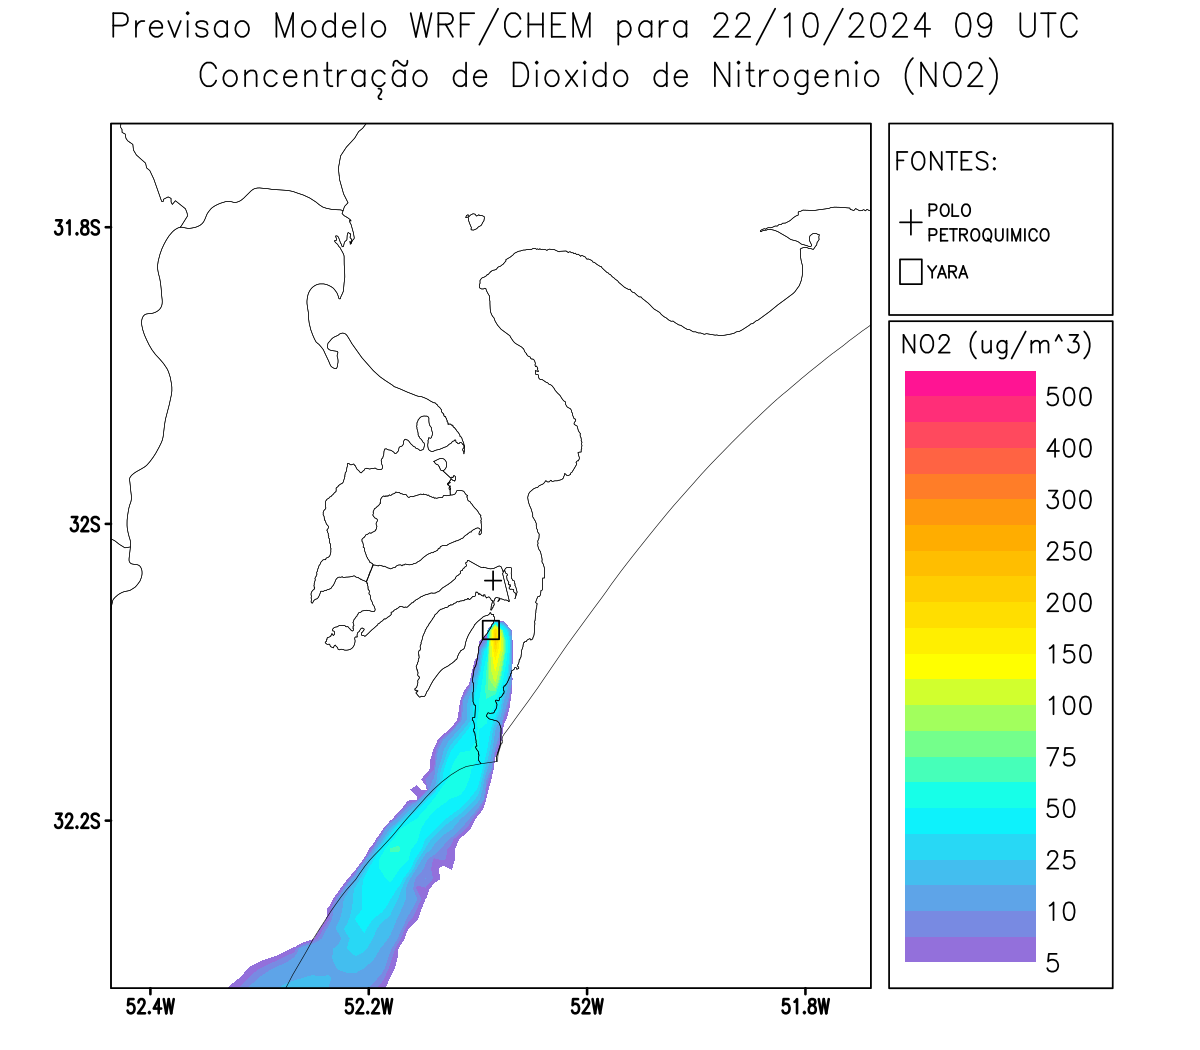 Previsao Modelo WRF/CHEM para 22/10/2024 09 UTC
Concentração de Dioxido de Nitrogenio (NO2)
FONTES:
POLO
PETROQUIMICO
YARA
NO2 (ug/m^3)
500
400
300
250
200
150
100
75
50
25
10
5
31.8S
32S
32.2S
52.4W
52.2W
52W
51.8W